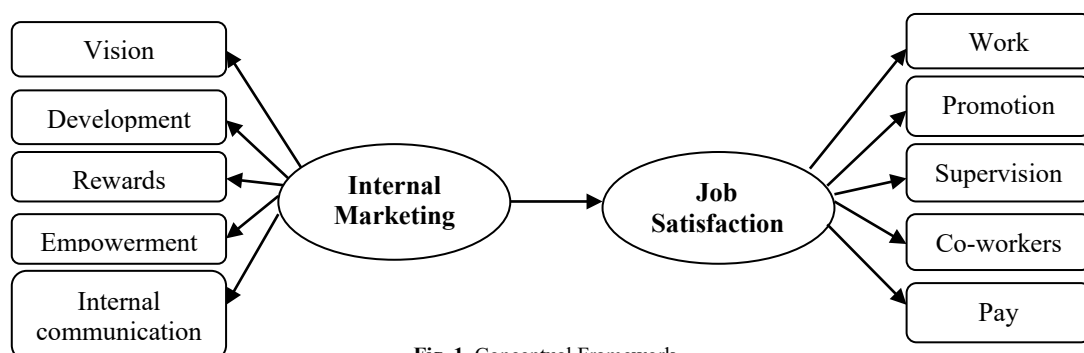 Vision
Development
Rewards
Empowerment
Internal
communication
Internal
Marketing
Job
Satisfaction
Work
Promotion
Supervision
Co-workers
Pay
Fig. 1. Conceptual Framework